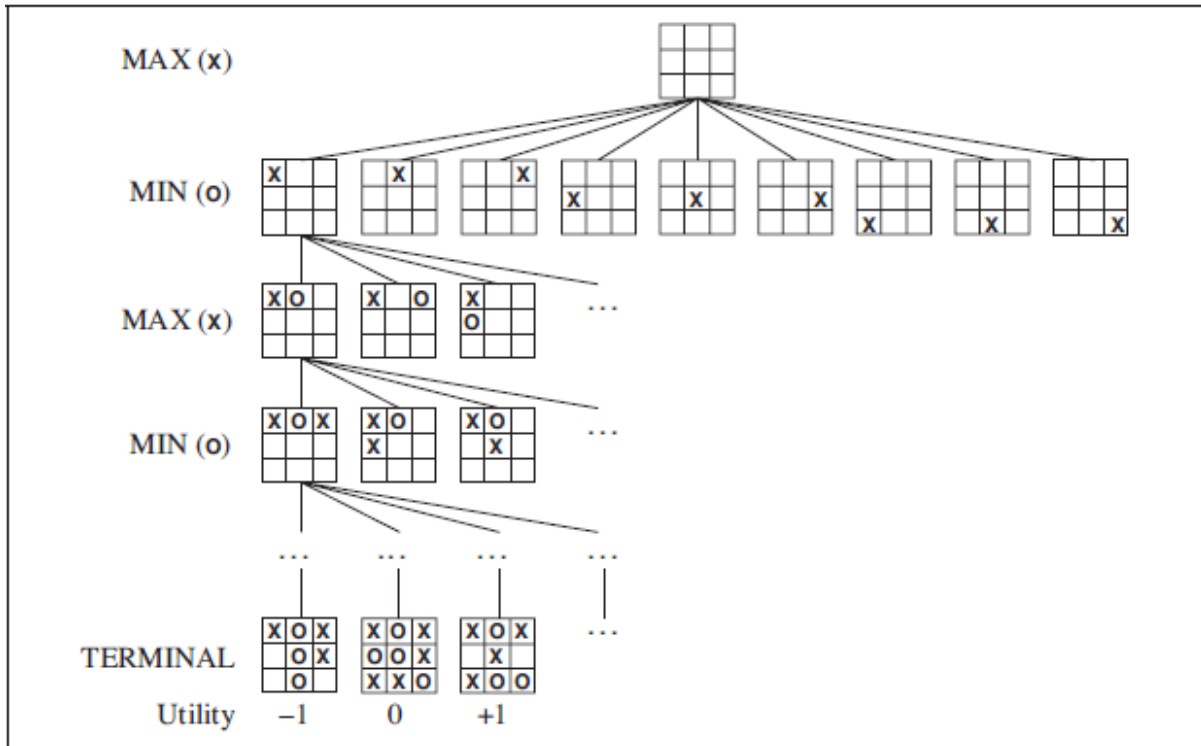 MAX (X)
MIN (O) X X X X X X X X X
MAX (X) X O X O X ...
O
MIN (O) X O X X O X O ...
X X
... ... ... ...
X O X X O X X O X ...
TERMINAL O X O O X X
O X X O X O O
Utility −1 0 +1